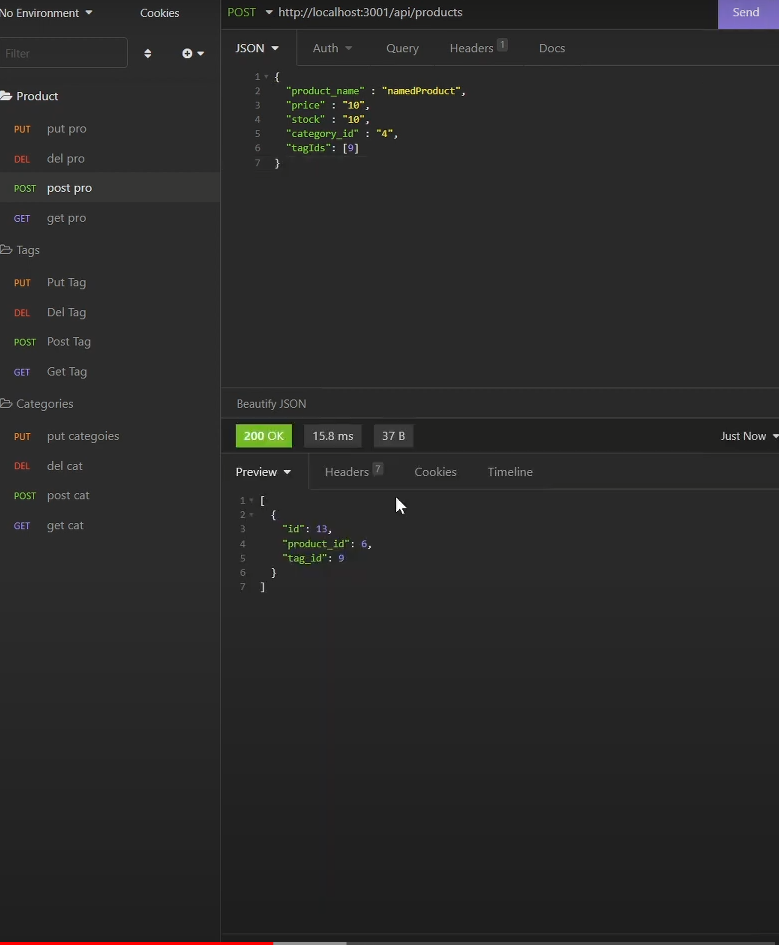 No Environment
Cookies
Filter
Product
PUT put pro
DEL del pro
POST post pro
GET get pro
Tags
PUT Put Tag
DEL Del Tag
POST Post Tag
GET Get Tag
Categories
PUT put categoies
DEL del cat
POST post cat
GET get cat
POST http://localhost:3001/api/products Send
JSON Auth Query Headers 1 Docs
1 {
2 "product_name" : "namedProduct",
3 "price" : "10",
4 "stock" : "10",
5 "category_id" : "4",
6 "tagIds": [9]
7 }
Beautify JSON
200 OK 15.8 ms 37 B Just Now
Preview Headers 7 Cookies Timeline
1 [
2 {
3 "id": 13,
4 "product_id": 6,
5 "tag_id": 9
6 }
7 ]